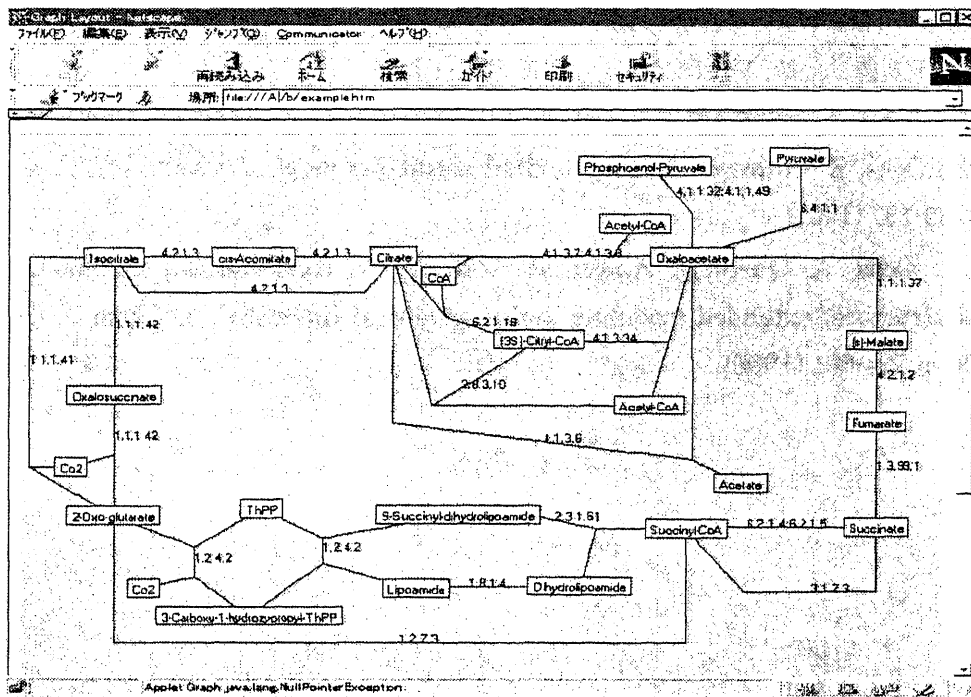 Graph Layout - Netscape
ファイル(F) 編集(E) 表示(V) ジャンプ(G) Communicator ヘルプ(H)
再読み込み ホーム 検索 ガイド 印刷 セキュリティ
N
ブックマーク 場所: file:///A|/b/example.htm
Phosphoenol-Pyruvate
Pyruvate
4.1.1.32;4.1.1.49
6.4.1.1
Acetyl-CoA
Isocitrate
4.2.1.3
cis-Aconitate
4.2.1.3
Citrate
4.1.3.7;4.1.3.8
Oxaloacetate
CoA
4.2.1.3
1.1.1.37
1.1.1.42
6.2.1.18
(3S)-Citryl-CoA
4.1.3.34
(s)-Malate
1.1.1.41
4.2.1.2
2.8.3.10
Oxalosuccinate
Acetyl-CoA
Fumarate
1.1.1.42
4.1.3.6
1.3.99.1
Co2
Acetate
2-Oxo-glutarate
ThPP
S-Succinyl-dihydrolipoamide
2.3.1.61
Succinyl-CoA
6.2.1.4;6.2.1.5
Succinate
1.2.4.2
1.2.4.2
Co2
Lipoamide
1.8.1.4
Dihydrolipoamide
3.1.2.3
3-Carboxy-1-hydroxypropyl-ThPP
1.2.7.3
Applet Graph: java.lang.NullPointerException: